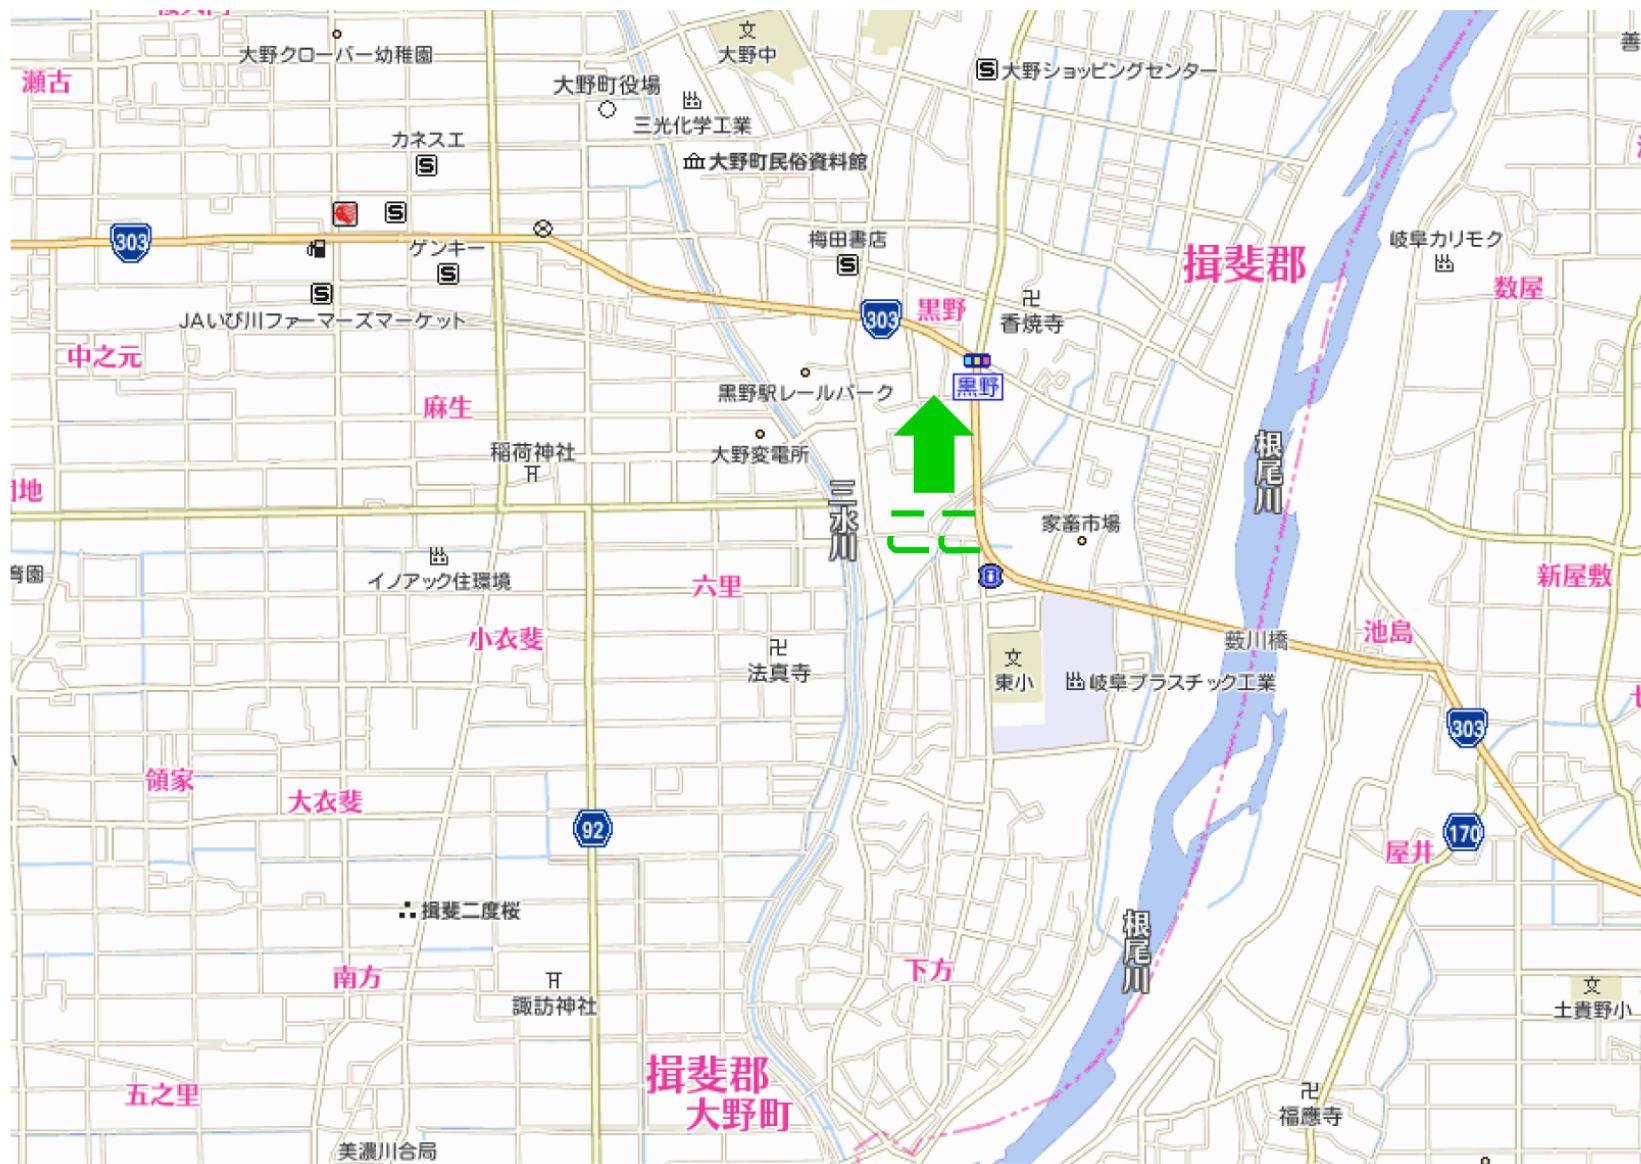 大野クローバー幼稚園
大野中
瀬古
大野町役場
大野ショッピングセンター
善
三光化学工業
カネスエ
大野町民俗資料館
303
ゲンキー
梅田書店
揖斐郡
岐阜カリモク
数屋
JAいび川ファーマーズマーケット
303
黒野
香焼寺
中之元
黒野
黒野駅レールパーク
麻生
稲荷神社
大野変電所
根尾川
地
三水川
家畜市場
育園
イノアック住環境
六里
新屋敷
小衣斐
法真寺
東小
岐阜プラスチック工業
藪川橋
池島
303
領家
大衣斐
92
170
屋井
揖斐二度桜
根尾川
南方
諏訪神社
下方
土貴野小
揖斐郡
大野町
五之里
福應寺
美濃川合局